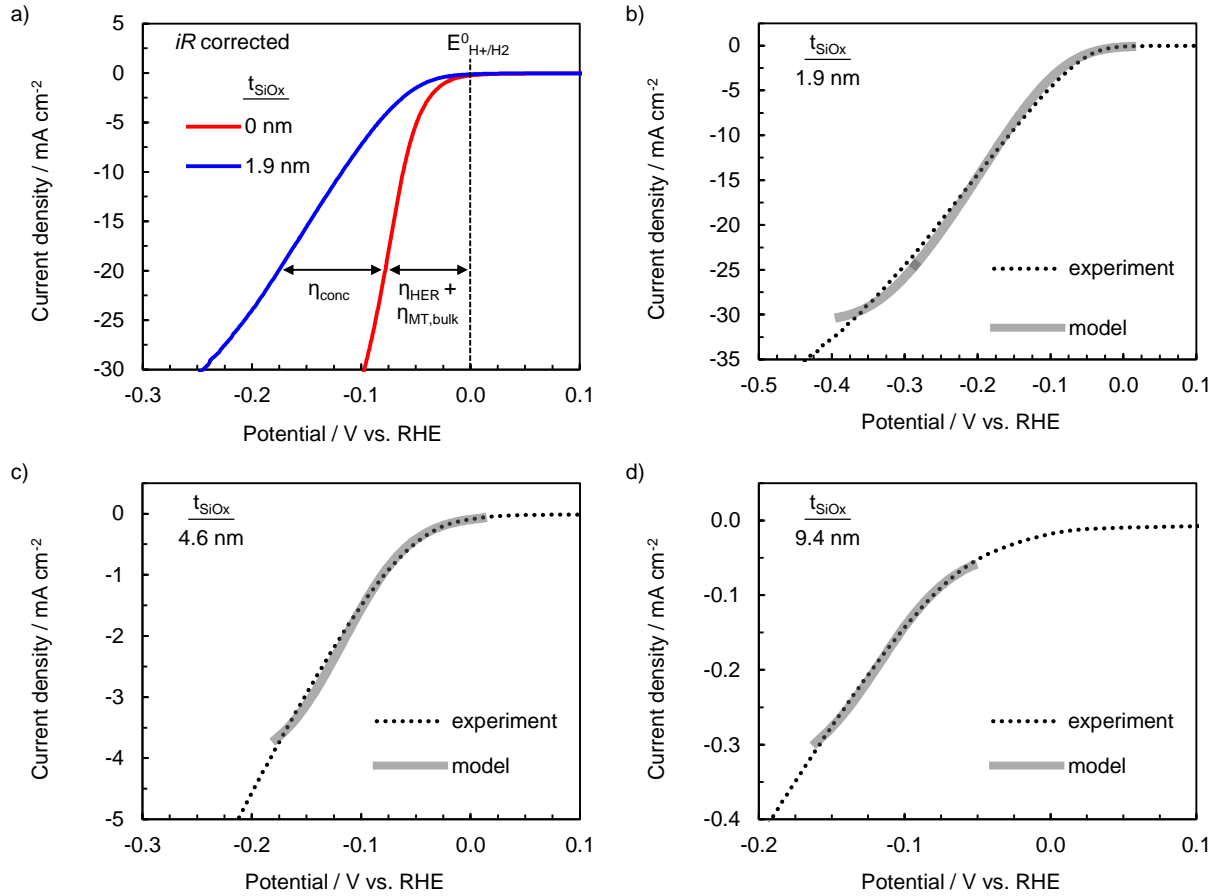 a)
iR corrected
E⁰H+/H2
tSiOx
0 nm
1.9 nm
ηconc
ηHER +
ηMT,bulk
5
0
-5
-10
-15
-20
-25
-30
-0.3
-0.2
-0.1
0.0
0.1
Current density / mA cm⁻²
Potential / V vs. RHE
b)
tSiOx
1.9 nm
experiment
model
5
0
-5
-10
-15
-20
-25
-30
-35
-0.5
-0.4
-0.3
-0.2
-0.1
0.0
0.1
Current density / mA cm⁻²
Potential / V vs. RHE
c)
tSiOx
4.6 nm
experiment
model
0
-1
-2
-3
-4
-5
-0.3
-0.2
-0.1
0.0
0.1
Current density / mA cm⁻²
Potential / V vs. RHE
d)
tSiOx
9.4 nm
experiment
model
0.0
-0.1
-0.2
-0.3
-0.4
-0.2
-0.1
0.0
0.1
Current density / mA cm⁻²
Potential / V vs. RHE